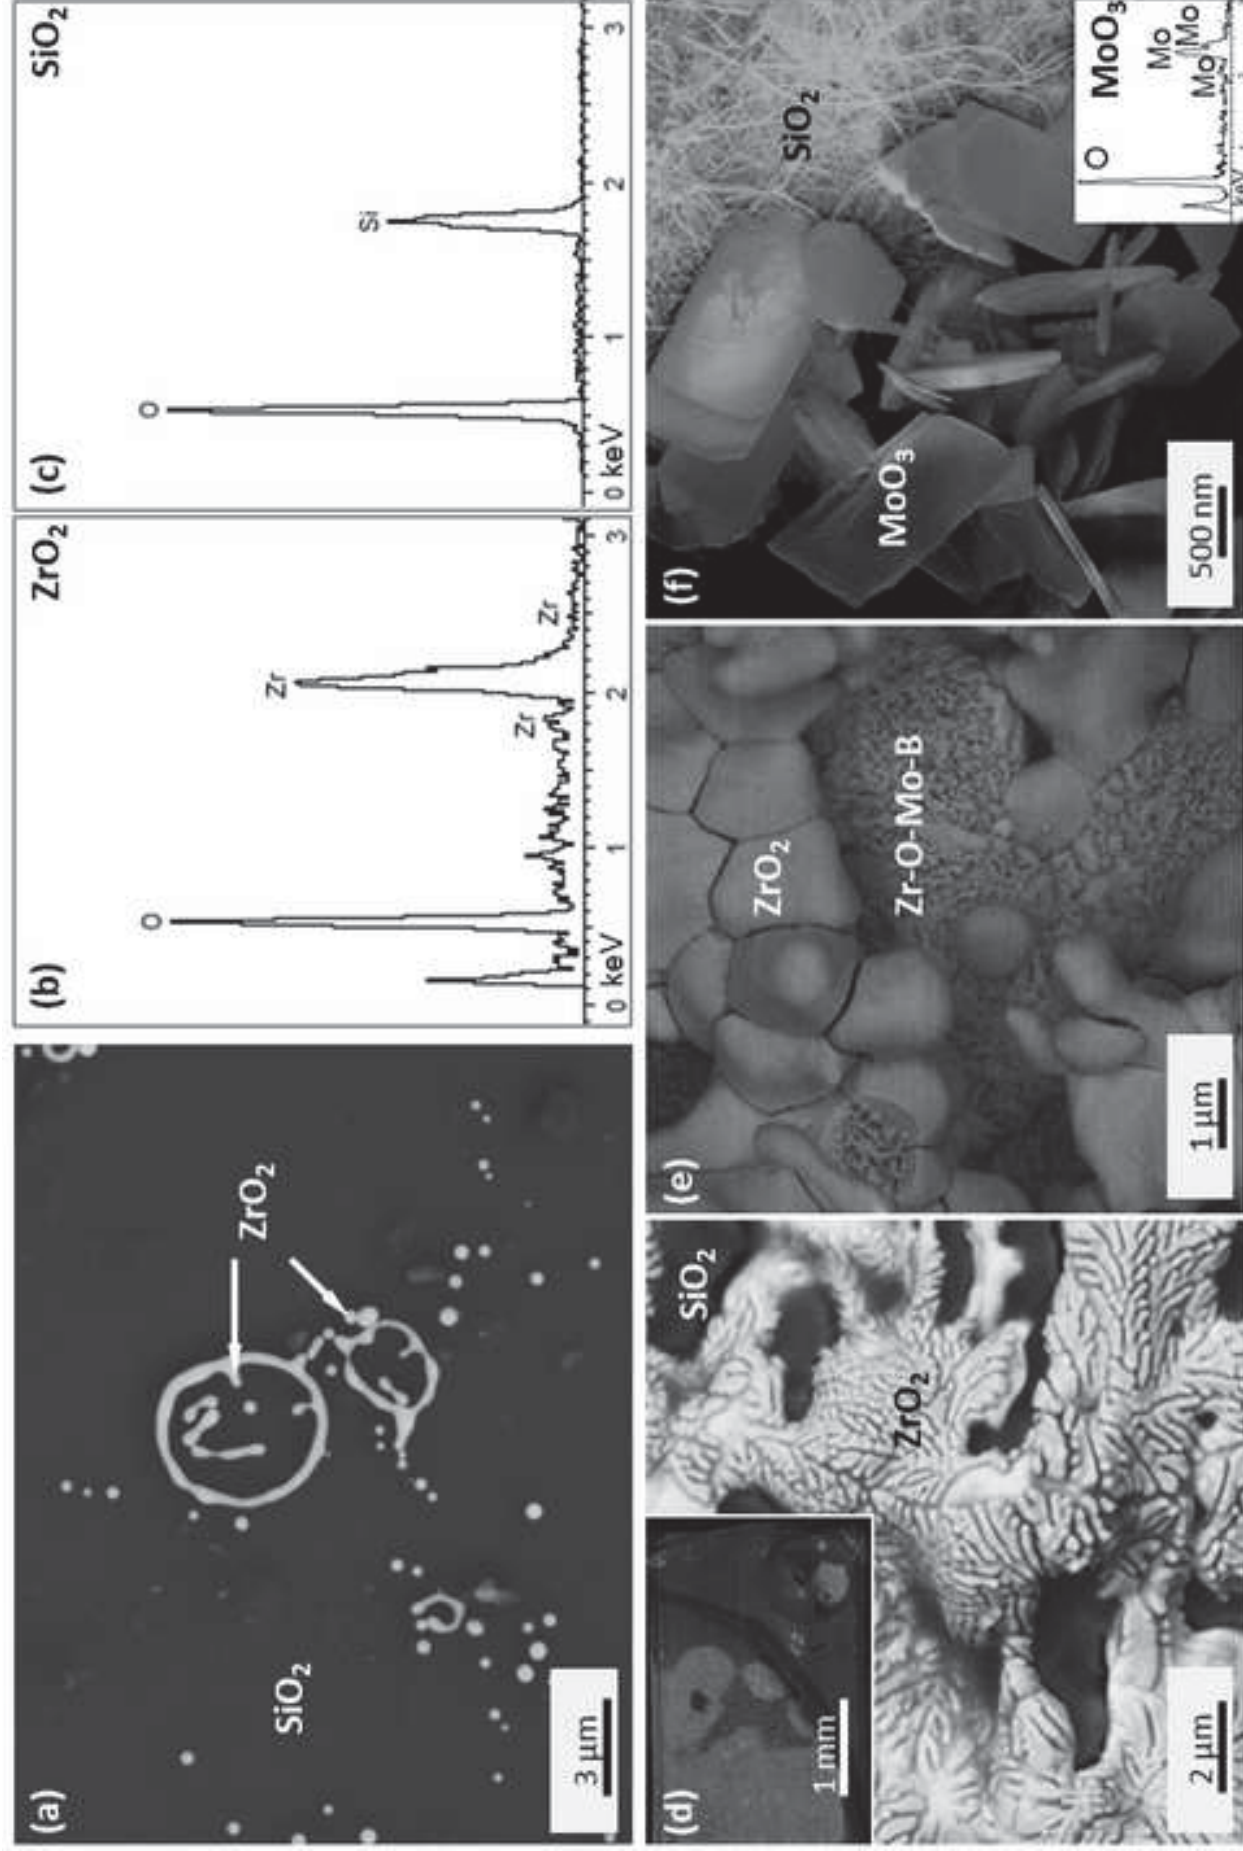 (a)
SiO2
ZrO2
3 μm
(b)
ZrO2
O
Zr
Zr
Zr
0 keV
1
2
3
(c)
SiO2
O
Si
0 keV
1
2
3
(d)
SiO2
ZrO2
1 mm
2 μm
(e)
ZrO2
Zr-O-Mo-B
1 μm
(f)
SiO2
MoO3
500 nm
O
MoO3
Mo
Mo
Mo
keV